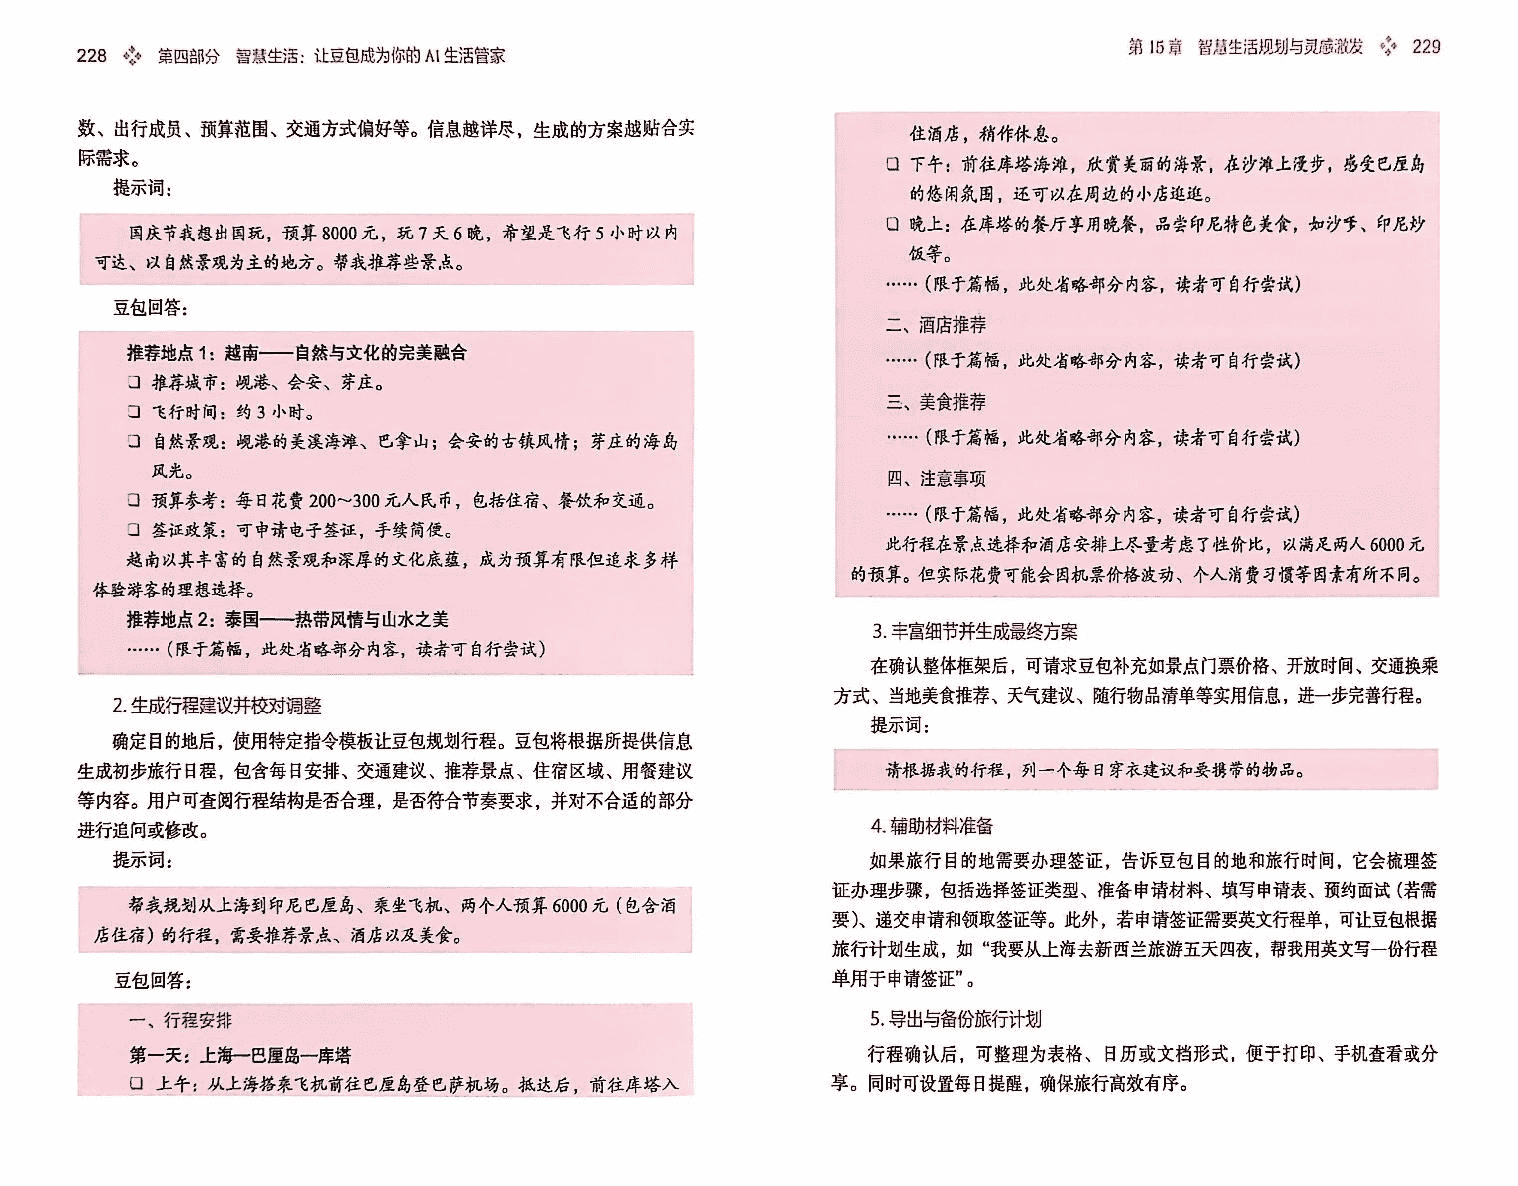 228 第四部分 智慧生活：让豆包成为你的 AI 生活管家
数、出行成员、预算范围、交通方式偏好等。信息越详尽，生成的方案越贴合实
际需求。
提示词：
国庆节我想出国玩，预算 8000 元，玩 7 天 6 晚，希望是飞行 5 小时以内
可达、以自然景观为主的地方。帮我推荐些景点。
豆包回答：
推荐地点 1：越南——自然与文化的完美融合
❑ 推荐城市：岘港、会安、芽庄。
❑ 飞行时间：约 3 小时。
❑ 自然景观：岘港的美溪海滩、巴拿山；会安的古镇风情；芽庄的海岛
风光。
❑ 预算参考：每日花费 200～300 元人民币，包括住宿、餐饮和交通。
❑ 签证政策：可申请电子签证，手续简便。
越南以其丰富的自然景观和深厚的文化底蕴，成为预算有限但追求多样
体验游客的理想选择。
推荐地点 2：泰国——热带风情与山水之美
……（限于篇幅，此处省略部分内容，读者可自行尝试）
2. 生成行程建议并校对调整
确定目的地后，使用特定指令模板让豆包规划行程。豆包将根据所提供信息
生成初步旅行日程，包含每日安排、交通建议、推荐景点、住宿区域、用餐建议
等内容。用户可查阅行程结构是否合理，是否符合节奏要求，并对不合适的部分
进行追问或修改。
提示词：
帮我规划从上海到印尼巴厘岛、乘坐飞机、两个人预算 6000 元（包含酒
店住宿）的行程，需要推荐景点、酒店以及美食。
豆包回答：
一、行程安排
第一天：上海—巴厘岛—库塔
❑ 上午：从上海搭乘飞机前往巴厘岛登巴萨机场。抵达后，前往库塔入
第 15 章 智慧生活规划与灵感激发 229
住酒店，稍作休息。
❑ 下午：前往库塔海滩，欣赏美丽的海景，在沙滩上漫步，感受巴厘岛
的悠闲氛围，还可以在周边的小店逛逛。
❑ 晚上：在库塔的餐厅享用晚餐，品尝印尼特色美食，如沙爹、印尼炒
饭等。
……（限于篇幅，此处省略部分内容，读者可自行尝试）
二、酒店推荐
……（限于篇幅，此处省略部分内容，读者可自行尝试）
三、美食推荐
……（限于篇幅，此处省略部分内容，读者可自行尝试）
四、注意事项
……（限于篇幅，此处省略部分内容，读者可自行尝试）
此行程在景点选择和酒店安排上尽量考虑了性价比，以满足两人 6000 元
的预算。但实际花费可能会因机票价格波动、个人消费习惯等因素有所不同。
3. 丰富细节并生成最终方案
在确认整体框架后，可请求豆包补充如景点门票价格、开放时间、交通换乘
方式、当地美食推荐、天气建议、随行物品清单等实用信息，进一步完善行程。
提示词：
请根据我的行程，列一个每日穿衣建议和要携带的物品。
4. 辅助材料准备
如果旅行目的地需要办理签证，告诉豆包目的地和旅行时间，它会梳理签
证办理步骤，包括选择签证类型、准备申请材料、填写申请表、预约面试（若需
要）、递交申请和领取签证等。此外，若申请签证需要英文行程单，可让豆包根据
旅行计划生成，如“我要从上海去新西兰旅游五天四夜，帮我用英文写一份行程
单用于申请签证”。
5. 导出与备份旅行计划
行程确认后，可整理为表格、日历或文档形式，便于打印、手机查看或分
享。同时可设置每日提醒，确保旅行高效有序。